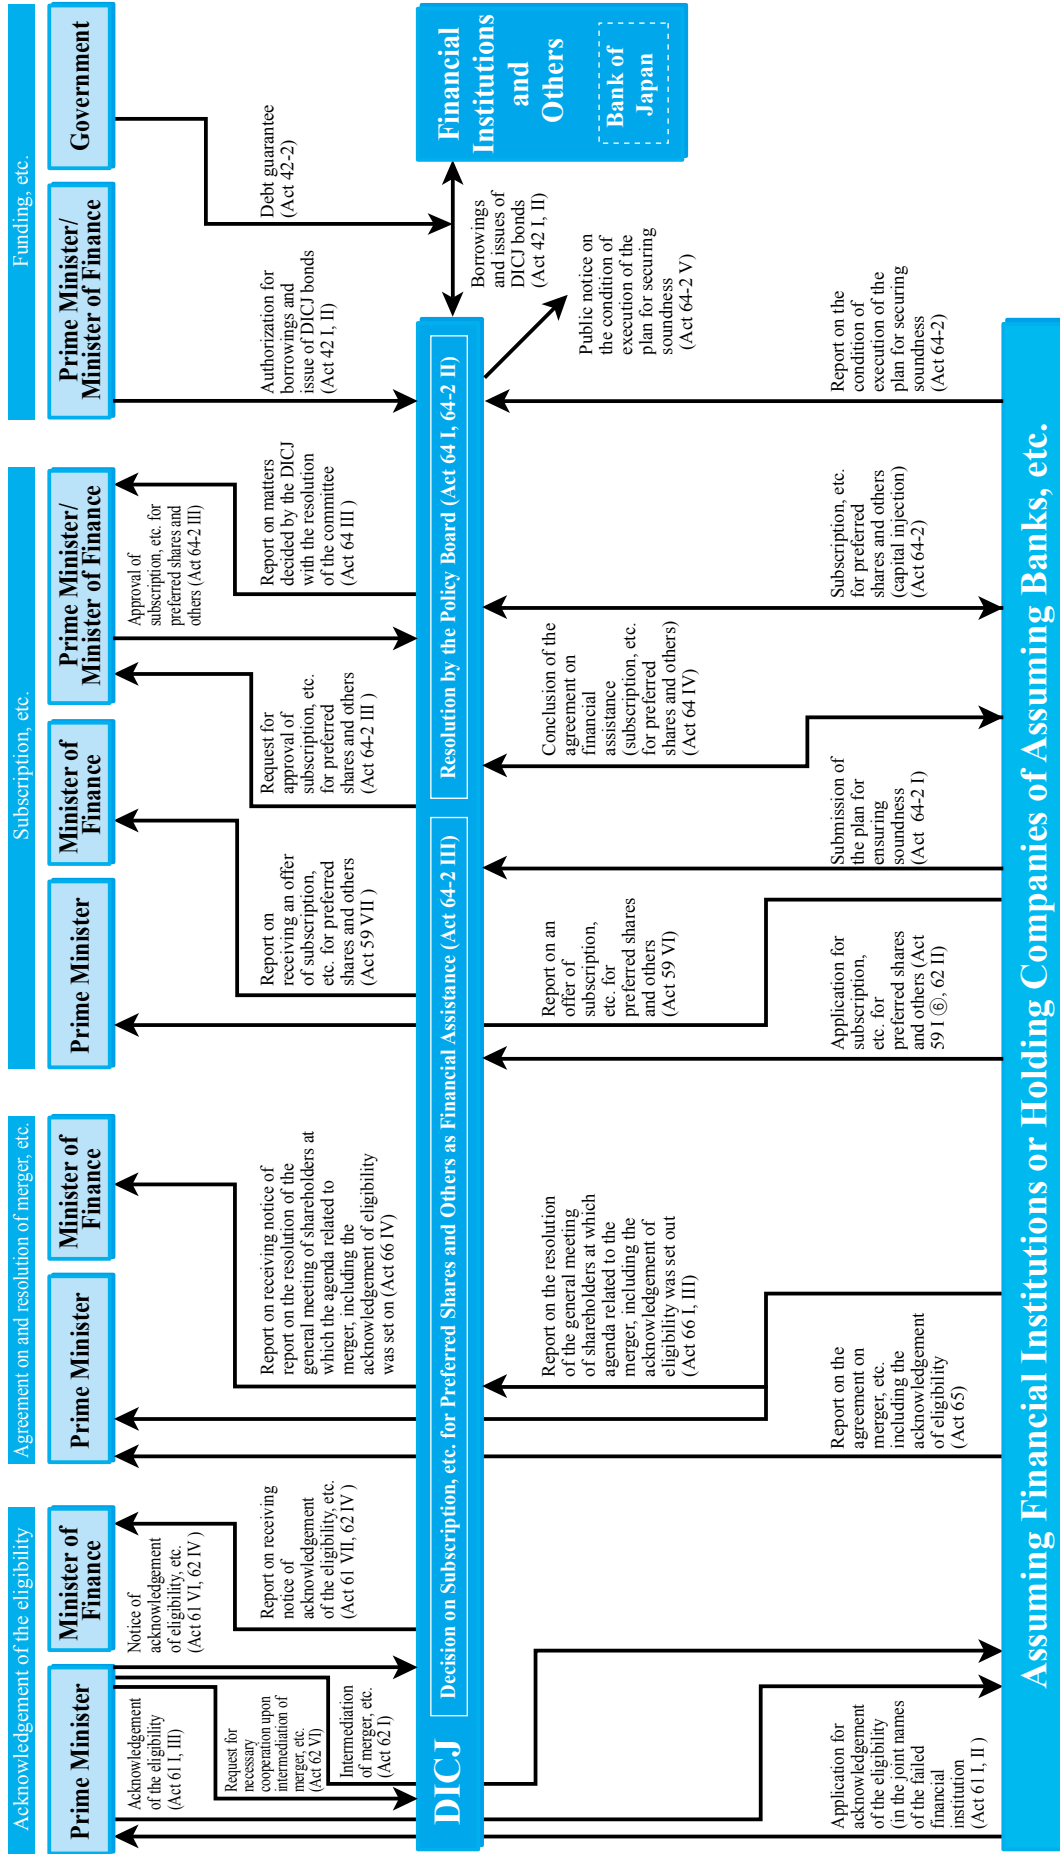 Acknowledgement of the eligibility
Agreement on and resolution of merger, etc.
Subscription, etc.
Funding, etc.
Prime Minister
Minister of
Finance
Prime Minister
Minister of
Finance
Prime Minister
Minister of
Finance
Prime Minister/
Minister of Finance
Prime Minister/
Minister of Finance
Government
Acknowledgement
of the eligibility
(Act 61 I, III)
Notice of
acknowledgement
of eligibility, etc.
(Act 61 VI, 62 IV )
Request for
necessary
cooperation upon
intermediation of
merger, etc.
(Act 62 VI)
Intermediation
of merger, etc.
(Act 62 I)
Report on receiving
notice of
acknowledgement
of the eligibility, etc.
(Act 61 VII, 62 IV )
Report on receiving notice of
report on the resolution of the
general meeting of shareholders at
which the agenda related to
merger, including the
acknowledgement of eligibility
was set on (Act 66 IV)
Report on
receiving an offer
of subscription,
etc. for preferred
shares and others
(Act 59 VII )
Request for
approval of
subscription, etc.
for preferred
shares and others
(Act 64-2 III )
Approval of
subscription, etc. for
preferred shares and
others (Act 64-2 III)
Report on matters
decided by the DICJ
with the resolution
of the committee
(Act 64 III )
Authorization for
borrowings and
issue of DICJ bonds
(Act 42 I, II)
Debt guarantee
(Act 42-2)
DICJ
Decision on Subscription, etc. for Preferred Shares and Others as Financial Assistance (Act 64-2 III)
Resolution by the Policy Board (Act 64 I, 64-2 II)
Borrowings
and issues of
DICJ bonds
(Act 42 I, II)
Financial
Institutions
and
Others
Bank of
Japan
Report on the resolution
of the general meeting
of shareholders at which
agenda related to the
merger, including the
acknowledgement of
eligibility was set out
(Act 66 I, III)
Report on an
offer of
subscription,
etc. for
preferred shares
and others
(Act 59 VI)
Conclusion of the
agreement on
financial
assistance
(subscription, etc.
for preferred
shares and others)
(Act 64 IV)
Public notice on
the condition of
execution of the
plan for securing
soundness
(Act 64-2 V)
Application for
acknowledgement
of the eligibility
(in the joint names
of the failed
financial
institution
(Act 61 I, II )
Report on the
agreement on
merger, etc.
including the
acknowledgement
of eligibility
(Act 65)
Application for
subscription,
etc. for
preferred shares
and others (Act
59 I ⑥, 62 II)
Submission of
the plan for
ensuring
soundness
(Act 64-2 I)
Subscription, etc.
for preferred
shares and others
(capital injection)
(Act 64-2)
Report on the
condition of
execution of the
plan for securing
soundness
(Act 64-2)
Assuming Financial Institutions or Holding Companies of Assuming Banks, etc.